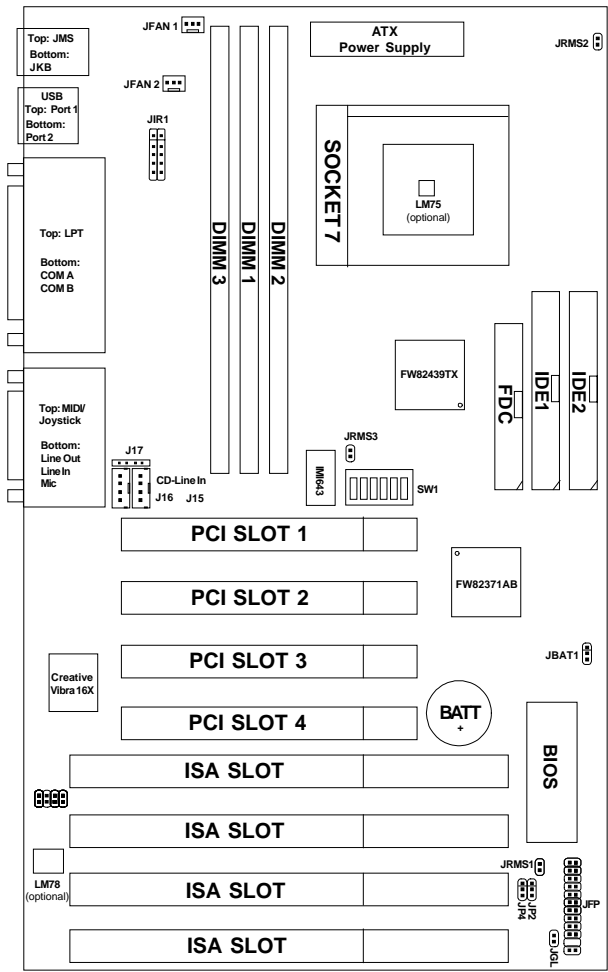 Top: JMS
Bottom:
JKB
JFAN 1
ATX
Power Supply
JRMS2
USB
Top: Port 1
Bottom:
Port 2
JFAN 2
JIR1
SOCKET 7
LM75
(optional)
DIMM 3
DIMM 1
DIMM 2
Top: LPT
Bottom:
COM A
COM B
FW82439TX
FDC
IDE1
IDE2
Top: MIDI/
Joystick
Bottom:
Line Out
Line In
Mic
J17
CD-Line In
J16
J15
JRMS3
IMI643
SW1
PCI SLOT 1
PCI SLOT 2
FW82371AB
PCI SLOT 3
JBAT1
Creative
Vibra 16X
PCI SLOT 4
BATT
+
BIOS
ISA SLOT
ISA SLOT
LM78
(optional)
ISA SLOT
JRMS1
JP4
JP2
JFP
ISA SLOT
JGL